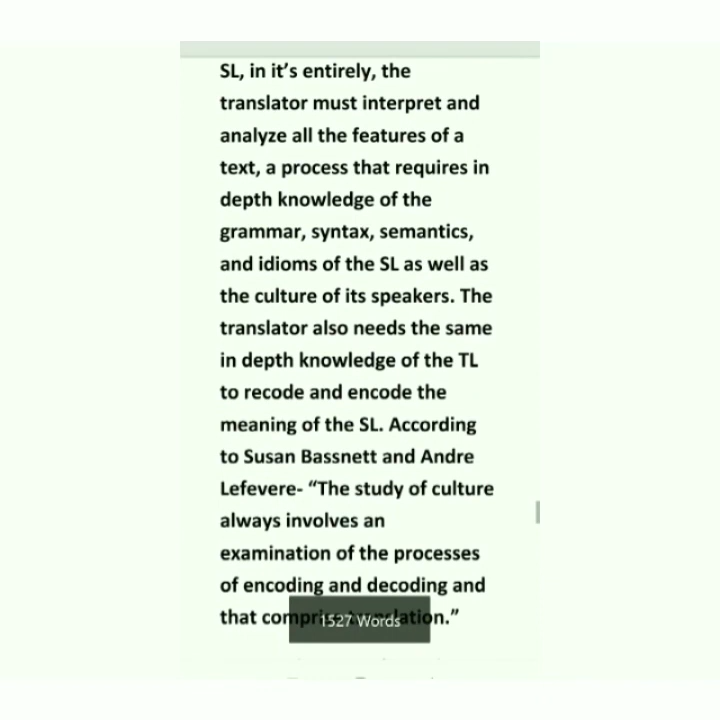 SL, in it’s entirely, the
translator must interpret and
analyze all the features of a
text, a process that requires in
depth knowledge of the
grammar, syntax, semantics,
and idioms of the SL as well as
the culture of its speakers. The
translator also needs the same
in depth knowledge of the TL
to recode and encode the
meaning of the SL. According
to Susan Bassnett and Andre
Lefevere- “The study of culture
always involves an
examination of the processes
of encoding and decoding and
that comprise translation.”
1527 Words